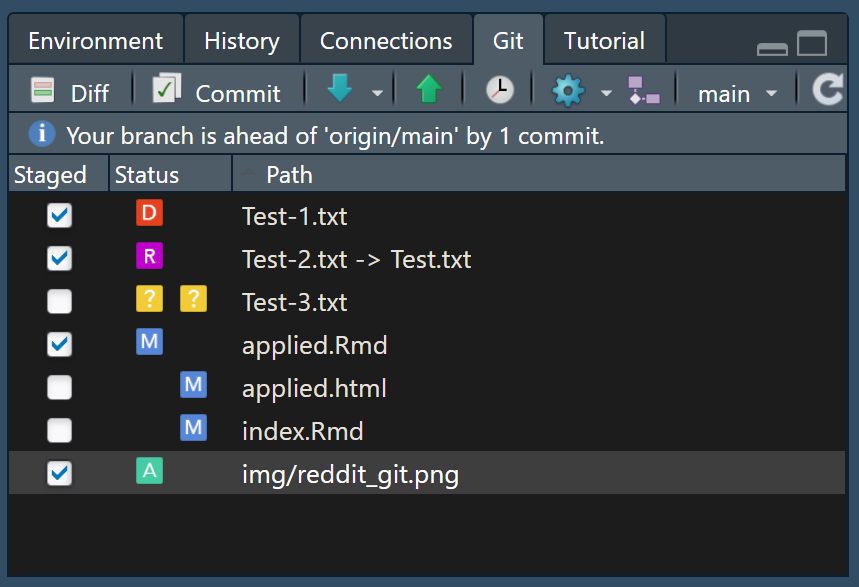 Environment History Connections Git Tutorial
Diff Commit main
i Your branch is ahead of 'origin/main' by 1 commit.
Staged Status Path
D Test-1.txt
R Test-2.txt -> Test.txt
? ? Test-3.txt
M applied.Rmd
M applied.html
M index.Rmd
A img/reddit_git.png